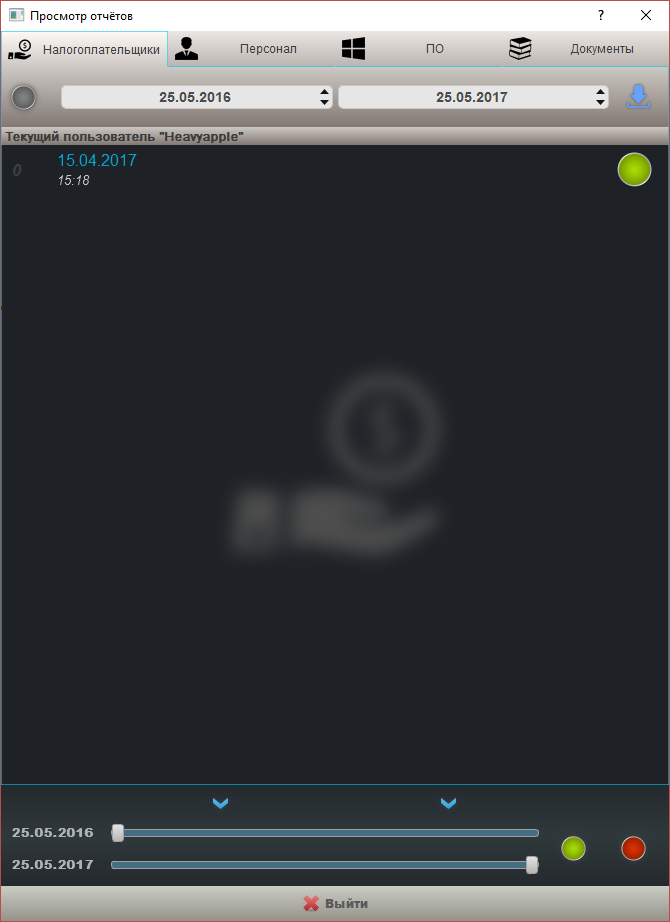 Просмотр отчётов
?
Налогоплательщики
Персонал
ПО
Документы
25.05.2016
25.05.2017
Текущий пользователь "Heavyapple"
0
15.04.2017
15:18
25.05.2016
25.05.2017
Выйти